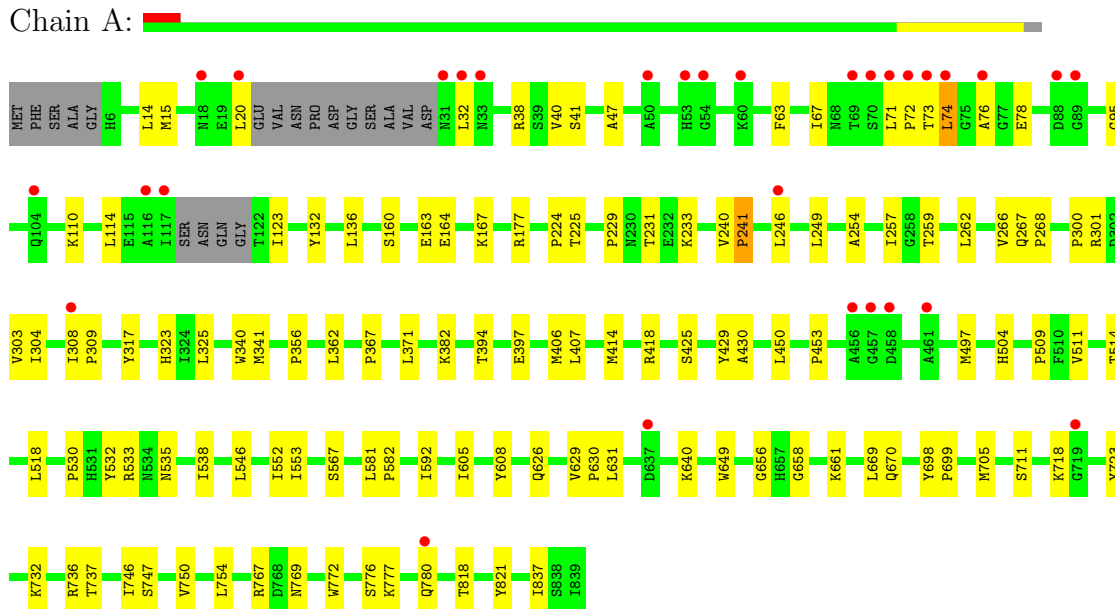 Chain A:
MET PHE SER ALA GLY H6 L14 M15 N18 E19 L20 GLU VAL ASN PRO ASP GLY SER ALA VAL ASP N31 L32 N33 R38 S39 V40 S41 A47 A50 H53 G54 K60 F63 I67 N68 T69 S70 L71 P72 T73 L74 G75 A76 G77 E78 D88 G89
Q104 K110 L114 E115 A116 I117 SER ASN GLN GLY T122 I123 Y132 L136 S160 E163 E164 K167 R177 P224 T225 P229 N230 T231 E232 K233 V240 P241 L246 L249 A254 I257 G258 T259 L262 V266 Q267 P268 P300 R301
V303 I304 I308 P309 Y317 H323 I324 L325 W340 M341 P356 L362 P367 L371 K382 T394 E397 M406 L407 M414 R418 S425 Y429 A430 L450 P453 A456 G457 D458 A461 M497 H504 F509 F510 V511
L518 P530 H531 Y532 R533 N534 N535 I538 L546 I552 I553 S567 L581 P582 I592 I605 Y608 Q626 V629 P630 L631 D637 K640 W649 G656 H657 G658 K661 L669 Q670 Y698 P699 M705 S711 K718 G719
K732 R736 T737 I746 S747 V750 L754 R767 D768 N769 W772 S776 K777 Q780 T818 Y821 I837 S838 I839